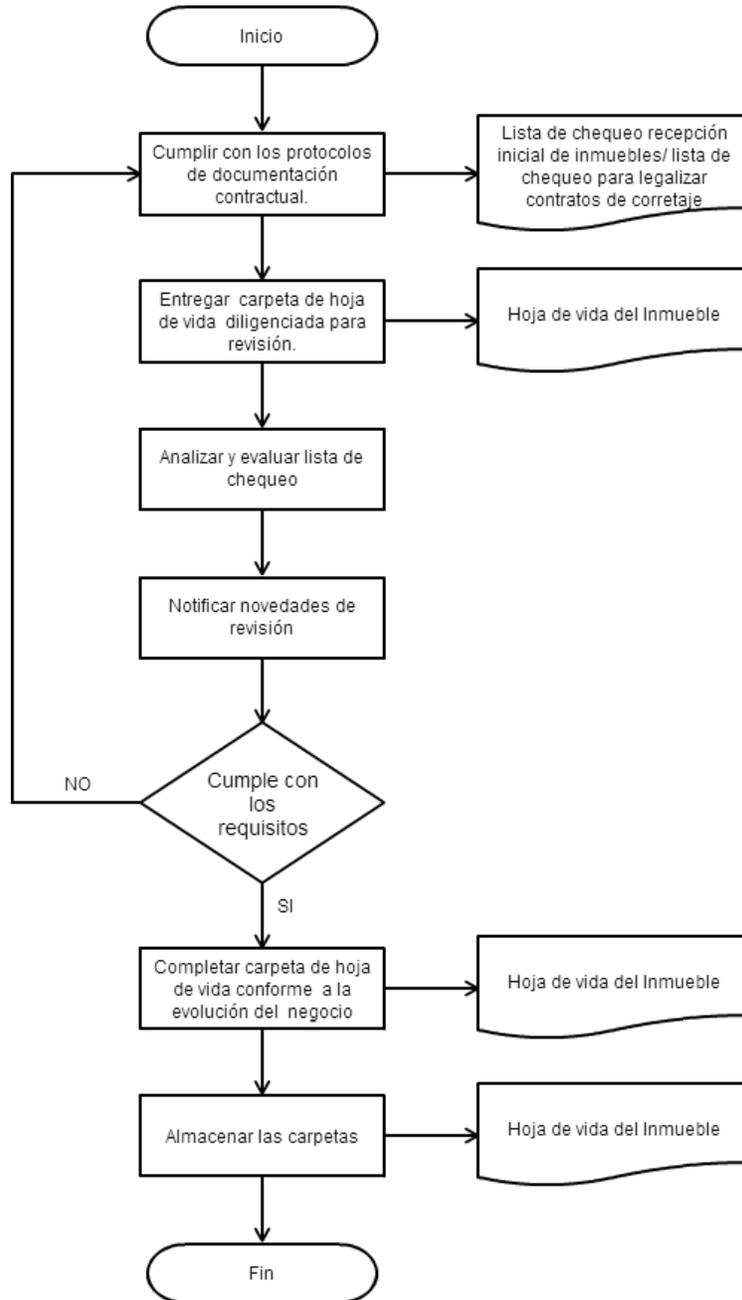 Inicio
Cumplir con los protocolos
de documentación
contractual.
Lista de chequeo recepción
inicial de inmuebles/ lista de
chequeo para legalizar
contratos de corretaje
Entregar carpeta de hoja
de vida diligenciada para
revisión.
Hoja de vida del Inmueble
Analizar y evaluar lista de
chequeo
Notificar novedades de
revisión
Cumple con
los
requisitos
NO
SI
Completar carpeta de hoja
de vida conforme a la
evolución del negocio
Hoja de vida del Inmueble
Almacenar las carpetas
Hoja de vida del Inmueble
Fin